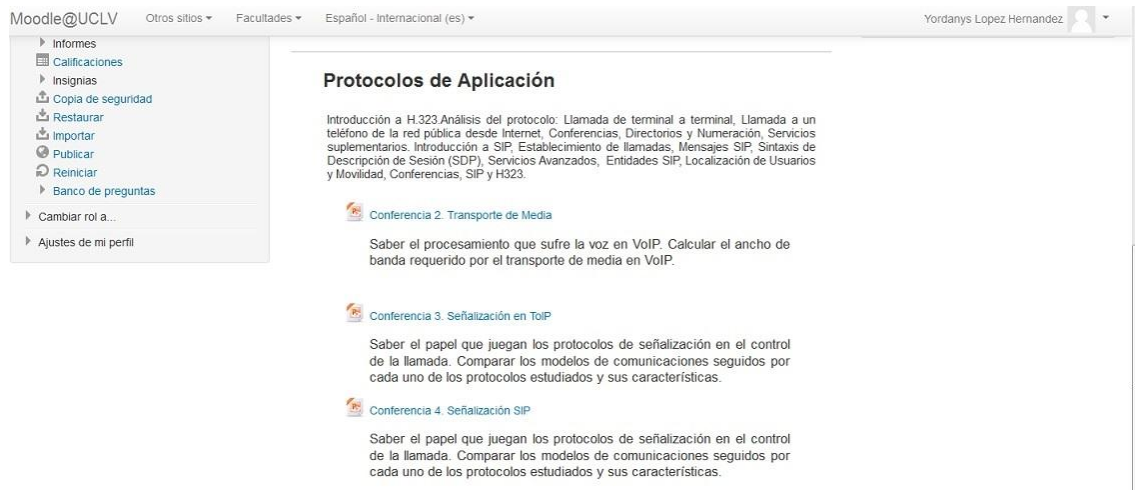 Moodle@UCLV Otros sitios Facultades Español - Internacional (es) Yordanys Lopez Hernandez
Informes
Calificaciones
Insignias
Copia de seguridad
Restaurar
Importar
Publicar
Reiniciar
Banco de preguntas
Cambiar rol a...
Ajustes de mi perfil
Protocolos de Aplicación
Introducción a H.323.Análisis del protocolo: Llamada de terminal a terminal, Llamada a un
teléfono de la red pública desde Internet, Conferencias, Directorios y Numeración, Servicios
suplementarios. Introducción a SIP, Establecimiento de llamadas, Mensajes SIP, Sintaxis de
Descripción de Sesión (SDP), Servicios Avanzados, Entidades SIP, Localización de Usuarios
y Movilidad, Conferencias, SIP y H323.
Conferencia 2. Transporte de Media
Saber el procesamiento que sufre la voz en VoIP. Calcular el ancho de
banda requerido por el transporte de media en VoIP.
Conferencia 3. Señalización en ToIP
Saber el papel que juegan los protocolos de señalización en el control
de la llamada. Comparar los modelos de comunicaciones seguidos por
cada uno de los protocolos estudiados y sus características.
Conferencia 4. Señalización SIP
Saber el papel que juegan los protocolos de señalización en el control
de la llamada. Comparar los modelos de comunicaciones seguidos por
cada uno de los protocolos estudiados y sus características.